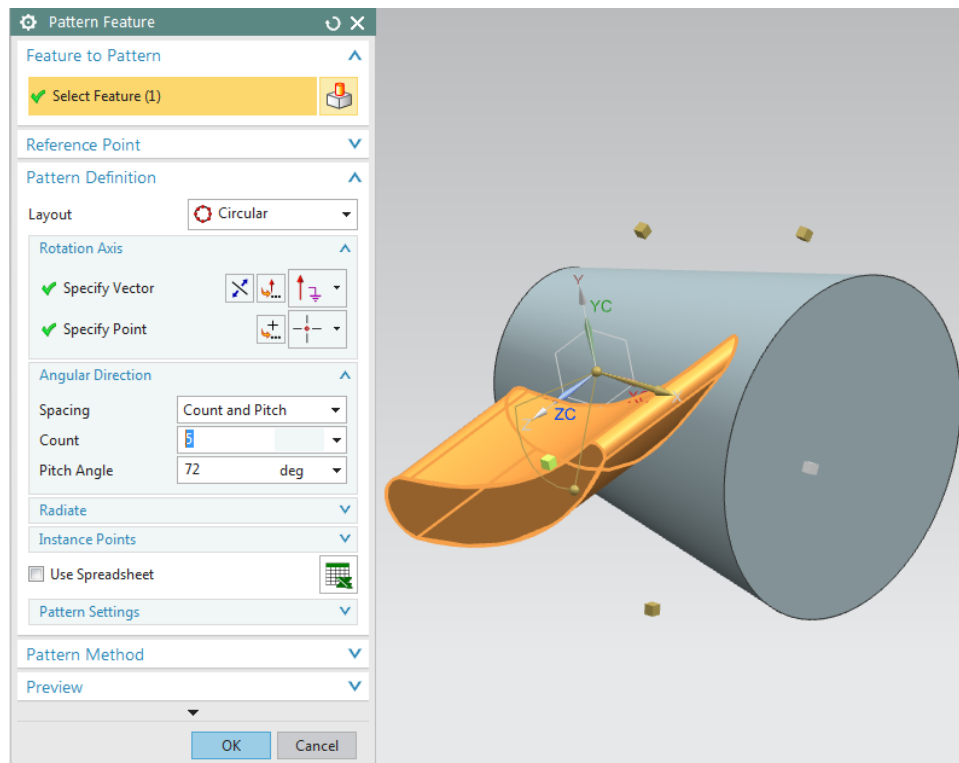 Pattern Feature
Feature to Pattern
Select Feature (1)
Reference Point
Pattern Definition
Layout
Circular
Rotation Axis
Specify Vector
Specify Point
Angular Direction
Spacing
Count and Pitch
Count
5
Pitch Angle
72 deg
Radiate
Instance Points
Use Spreadsheet
Pattern Settings
Pattern Method
Preview
OK
Cancel
Y
YC
XC
X
ZC